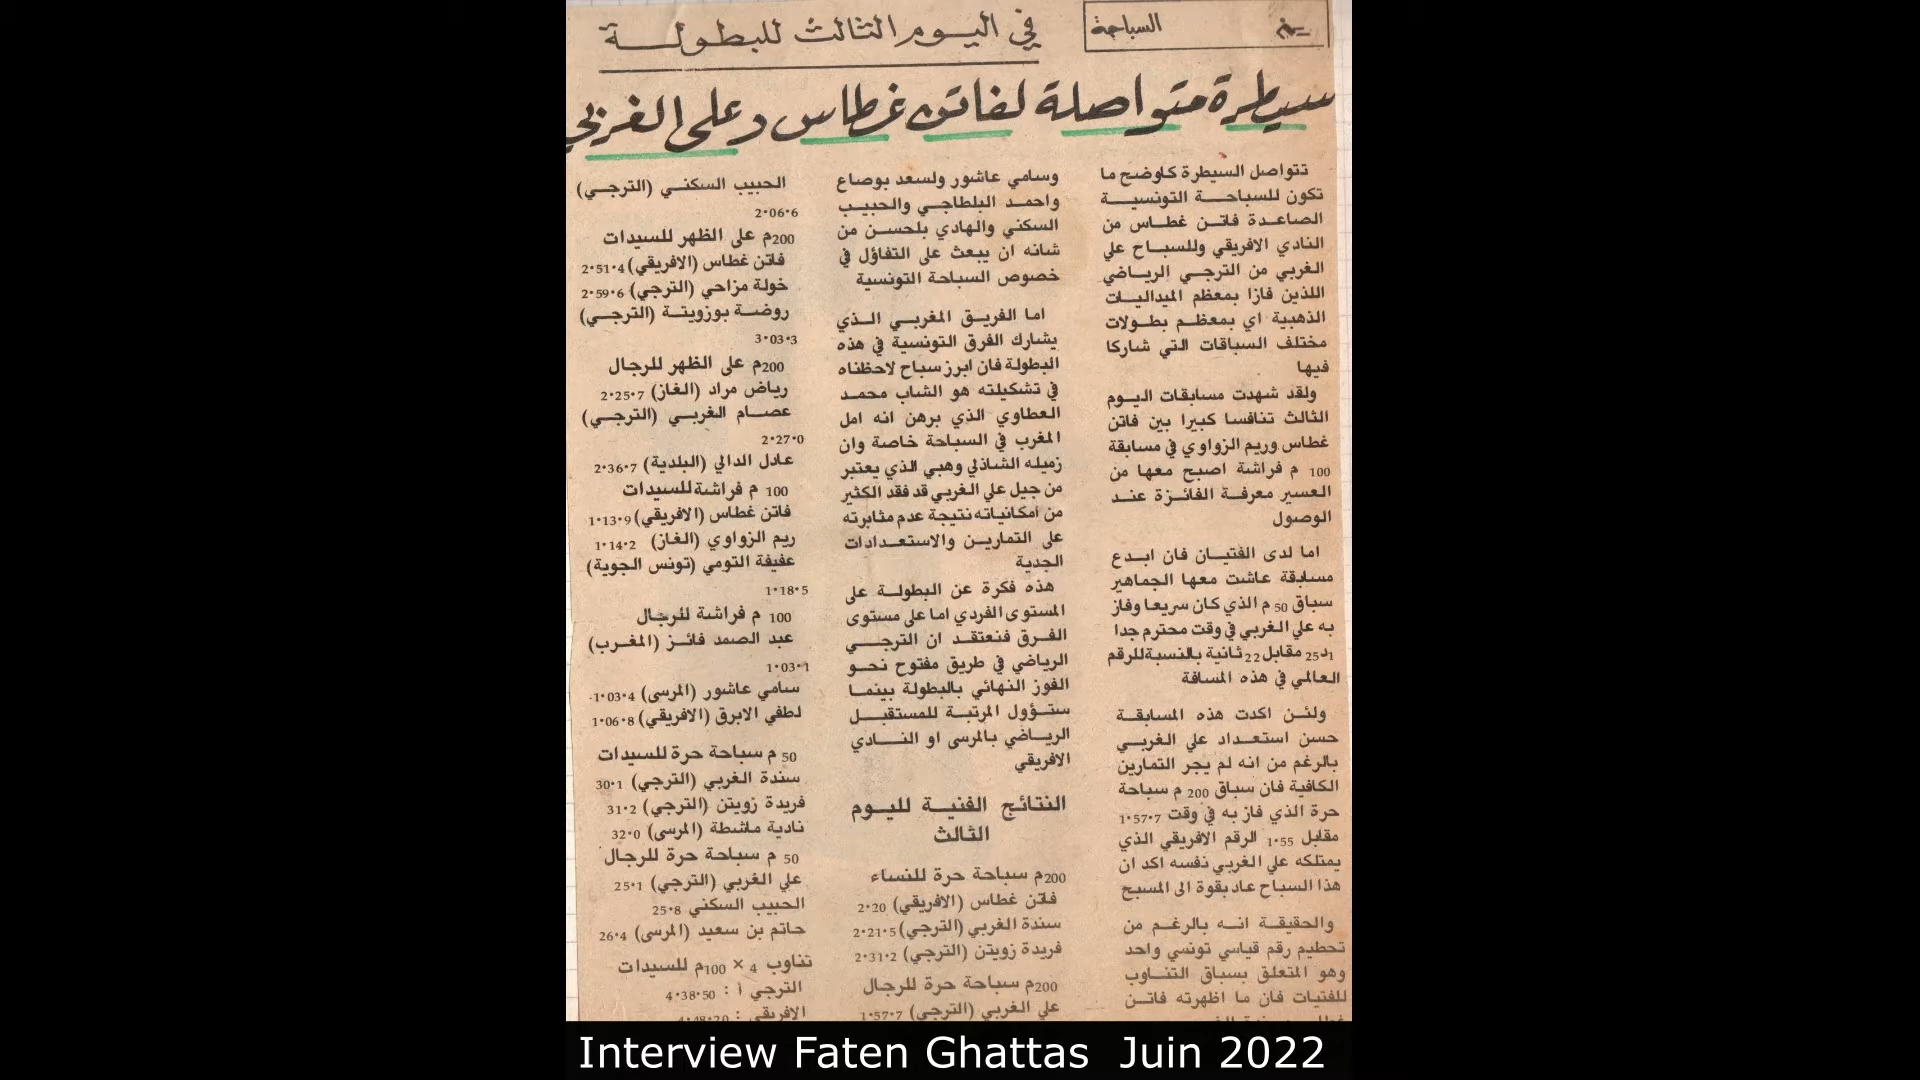 السباحة
في اليوم الثالث للبطولة
سيطرة متواصلة لفاتن غطاس وعلي الغربي
تتواصل السيطرة كاوضح ما
تكون للسباحة التونسية
الصاعدة فاتن غطاس من
النادي الافريقي وللسباح علي
الغربي من الترجي الرياضي
اللذين فازا بمعظم الميداليات
الذهبية اي بمعظم بطولات
مختلف السباقات التي شاركا
فيها
ولقد شهدت مسابقات اليوم
الثالث تنافسا كبيرا بين فاتن
غطاس وريم الزواوي في مسابقة
100 م فراشة اصبح معها من
العسير معرفة الفائزة عند
الوصول
اما لدى الفتيان فان ابدع
مسابقة عاشت معها الجماهير
سباق 50 م الذي كان سريعا وفاز
به علي الغربي في وقت محترم جدا
25د1 مقابل 22 ثانية بالنسبة للرقم
العالمي في هذه المسافة
ولئن اكدت هذه المسابقة
حسن استعداد علي الغربي
بالرغم من انه لم يجر التمارين
الكافية فان سباق 200 م سباحة
حرة الذي فاز به في وقت 1•57•7
مقابل 1•55 الرقم الافريقي الذي
يمتلكه علي الغربي نفسه اكد ان
هذا السباح عاد بقوة الى المسبح
والحقيقة انه بالرغم من
تحطيم رقم قياسي تونسي واحد
وهو المتعلق بسباق التناوب
للفتيات فان ما اظهرته فاتن
وسامي عاشور ولسعد بوصاع
واحمد البلطاجي والحبيب
السكني والهادي بلحسن من
شانه ان يبعث على التفاؤل في
خصوص السباحة التونسية
اما الفريق المغربي الذي
يشارك الفرق التونسية في هذه
البطولة فان ابرز سباح لاحظناه
في تشكيلته هو الشاب محمد
العطاوي الذي برهن انه امل
المغرب في السباحة خاصة وان
زميله الشاذلي وهبي الذي يعتبر
من جيل علي الغربي قد فقد الكثير
من امكانياته نتيجة عدم مثابرته
على التمارين والاستعدادات
الجدية
هذه فكرة عن البطولة على
المستوى الفردي اما على مستوى
الفرق فنعتقد ان الترجي
الرياضي في طريق مفتوح نحو
الفوز النهائي بالبطولة بينما
ستؤول المرتبة للمستقبل
الرياضي بالمرسى او النادي
الافريقي
النتائج الفنية لليوم
الثالث
200م سباحة حرة للنساء
فاتن غطاس (الافريقي) 2•20
سندة الغربي (الترجي) 2•21•5
فريدة زويتن (الترجي) 2•31•2
200م سباحة حرة للرجال
علي الغربي (الترجي) 1•57•7
الحبيب السكني (الترجي)
2•06•6
200م على الظهر للسيدات
فاتن غطاس (الافريقي) 2•51•4
خولة مزاحي (الترجي) 2•59•6
روضة بوزويتة (الترجي)
3•03•3
200م على الظهر للرجال
رياض مراد (الغاز) 2•25•7
عصام الغربي (الترجي)
2•27•0
عادل الدالي (البلدية) 2•36•7
100 م فراشة للسيدات
فاتن غطاس (الافريقي) 1•13•9
ريم الزواوي (الغاز) 1•14•2
عفيفة التومي (تونس الجوية)
1•18•5
100 م فراشة للرجال
عبد الصمد فائز (المغرب)
1•03•1
سامي عاشور (المرسى) 1•03•4
لطفي الابرق (الافريقي) 1•06•8
50 م سباحة حرة للسيدات
سندة الغربي (الترجي) 30•1
فريدة زويتن (الترجي) 31•2
نادية ماشطة (المرسى) 32•0
50 م سباحة حرة للرجال
علي الغربي (الترجي) 25•1
الحبيب السكني 25•8
حاتم بن سعيد (المرسى) 26•4
تناوب 4 × 100م للسيدات
الترجي أ : 4•38•50
الافريقي : 4•48•20
Interview Faten Ghattas Juin 2022